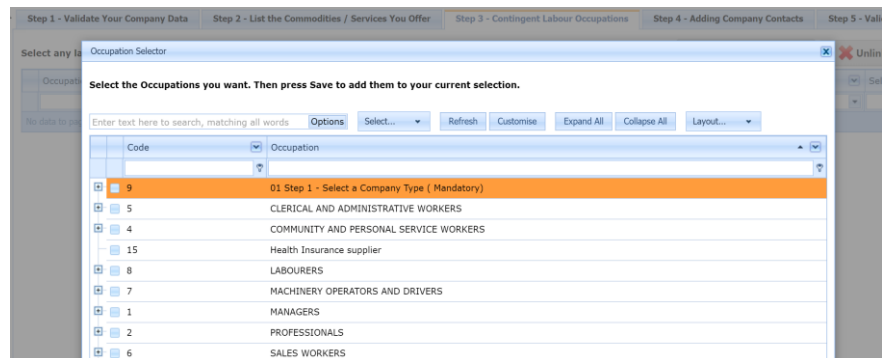 Step 1 - Validate Your Company Data Step 2 - List the Commodities / Services You Offer Step 3 - Contingent Labour Occupations Step 4 - Adding Company Contacts Step 5 - Vali
Select any la Occupation Selector Unlin
Occupati Sel
Select the Occupations you want. Then press Save to add them to your current selection.
No data to pag Enter text here to search, matching all words Options Select... Refresh Customise Expand All Collapse All Layout...
Code Occupation
9 01 Step 1 - Select a Company Type ( Mandatory)
5 CLERICAL AND ADMINISTRATIVE WORKERS
4 COMMUNITY AND PERSONAL SERVICE WORKERS
15 Health Insurance supplier
8 LABOURERS
7 MACHINERY OPERATORS AND DRIVERS
1 MANAGERS
2 PROFESSIONALS
6 SALES WORKERS